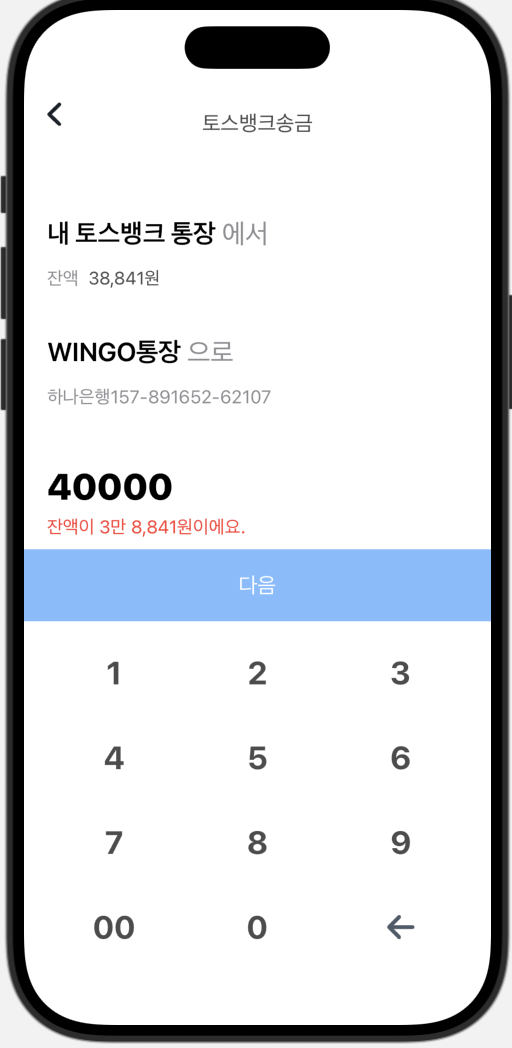 토스뱅크송금
내 토스뱅크 통장 에서
잔액 38,841원
WINGO통장 으로
하나은행157-891652-62107
40000
잔액이 3만 8,841원이에요.
다음
1 2 3
4 5 6
7 8 9
00 0 ←